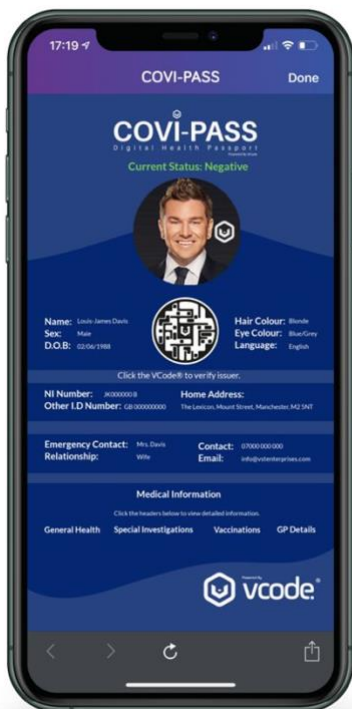 17:19
COVI-PASS
Done
COVI-PASS
Digital Health Passport
Current Status: Negative
Name: Louis-James Davis
Sex: Male
D.O.B: 02/06/1988
Hair Colour: Blonde
Eye Colour: Blue/Grey
Language: English
Click the VCode® to verify issuer.
NI Number: JK000000 B
Other I.D Number: GB 000000000
Home Address:
The Lexicon, Mount Street, Manchester, M2 5NT
Emergency Contact: Mrs. Davis
Relationship: Wife
Contact: 07000 000 000
Email: info@vstenterprises.com
Medical Information
Click the headers below to view detailed information.
General Health Special Investigations Vaccinations GP Details
vcode®